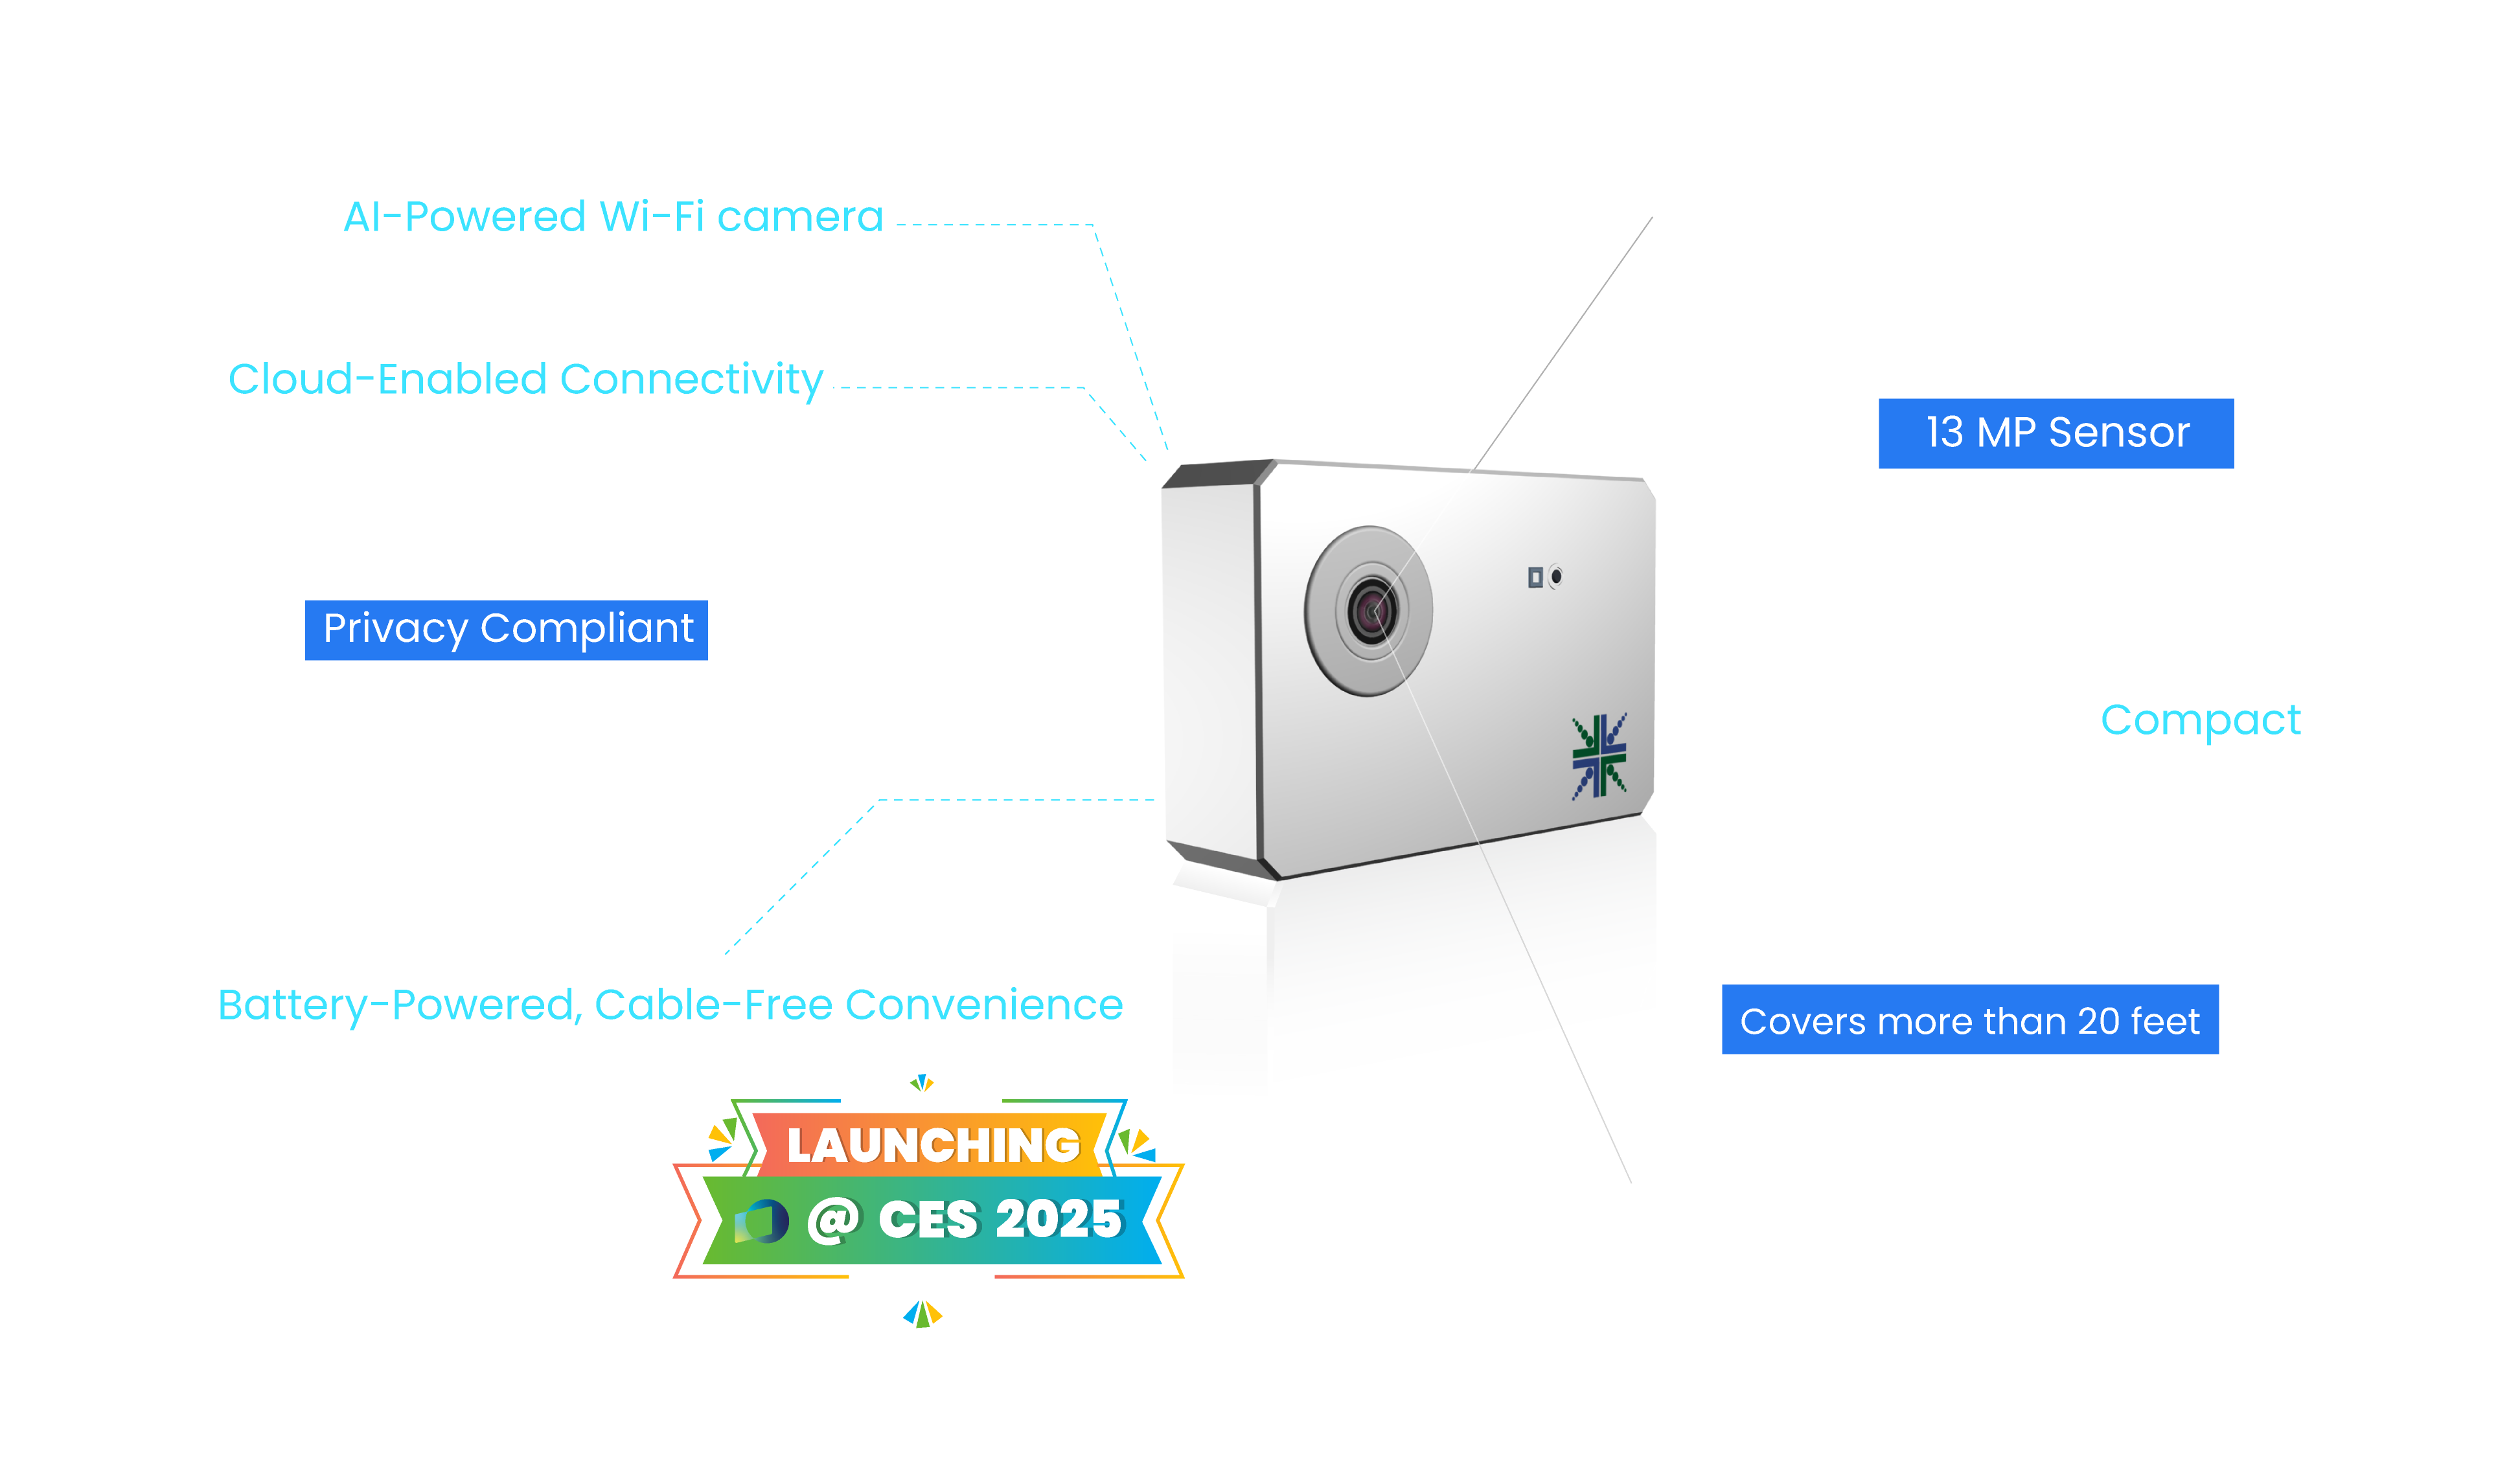 AI-Powered Wi-Fi camera
Cloud-Enabled Connectivity
13 MP Sensor
Privacy Compliant
Compact
Battery-Powered, Cable-Free Convenience
Covers more than 20 feet
LAUNCHING
@ CES 2025